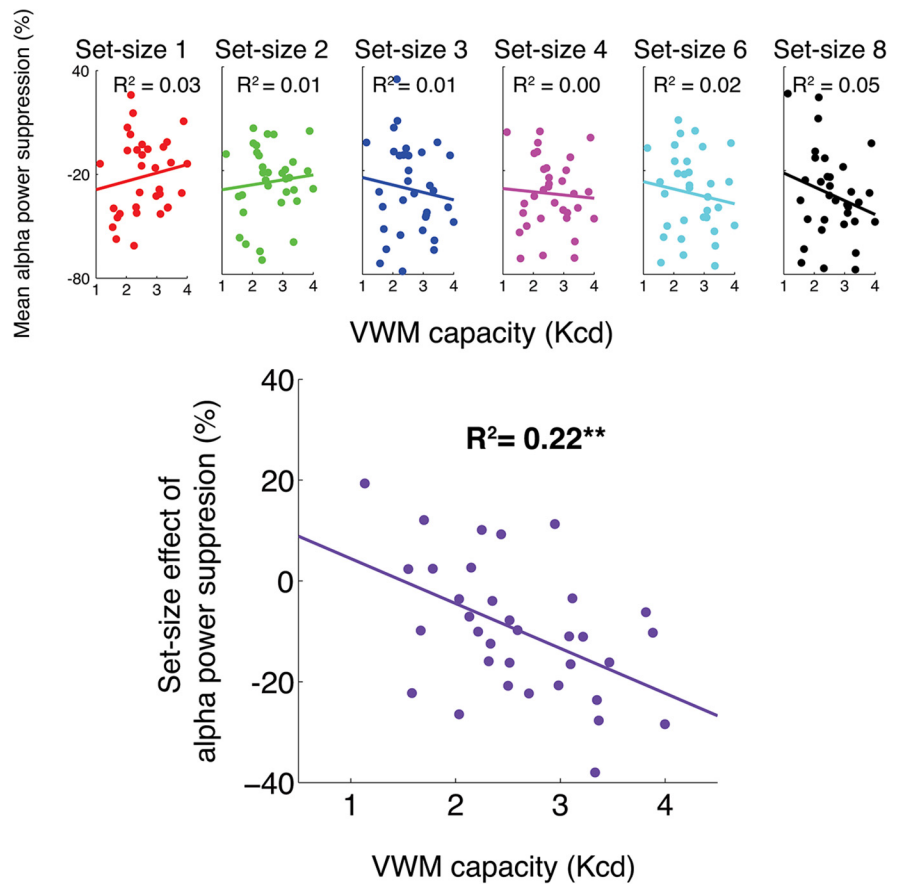 Set-size 1 Set-size 2 Set-size 3 Set-size 4 Set-size 6 Set-size 8
R² = 0.03 R² = 0.01 R² = 0.01 R² = 0.00 R² = 0.02 R² = 0.05
Mean alpha power suppression (%)
40
-20
-80
1 2 3 4 1 2 3 4 1 2 3 4 1 2 3 4 1 2 3 4 1 2 3 4
VWM capacity (Kcd)
R²= 0.22**
Set-size effect of
alpha power suppresion (%)
40
20
0
-20
−40
1 2 3 4
VWM capacity (Kcd)